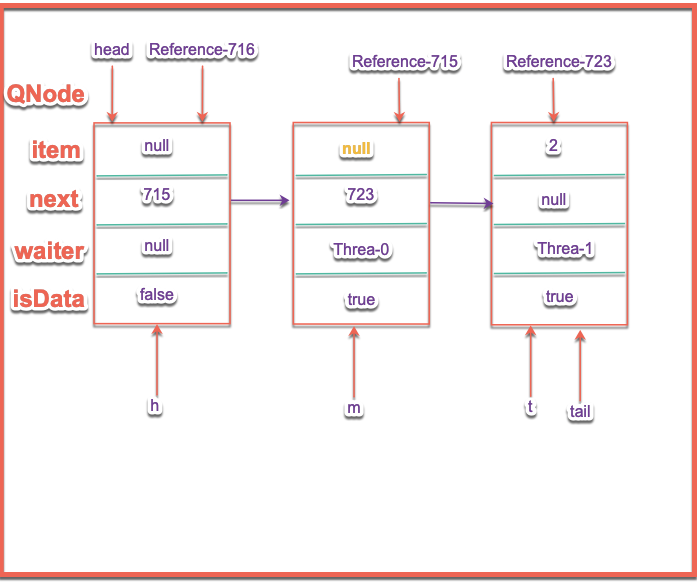 head Reference-716
Reference-715 Reference-723
QNode
item null null 2
next 715 723 null
waiter null Threa-0 Threa-1
isData false true true
h m t tail